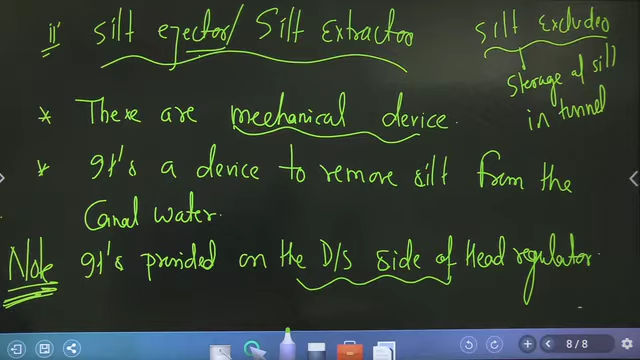 ii Silt ejector/ Silt Extractor
* These are mechanical device.
* It's a device to remove silt from the
Canal water.
Note It's provided on the D/S side of Head regulator.
Silt Excluder
Storage of silt
in tunnel
8 / 8